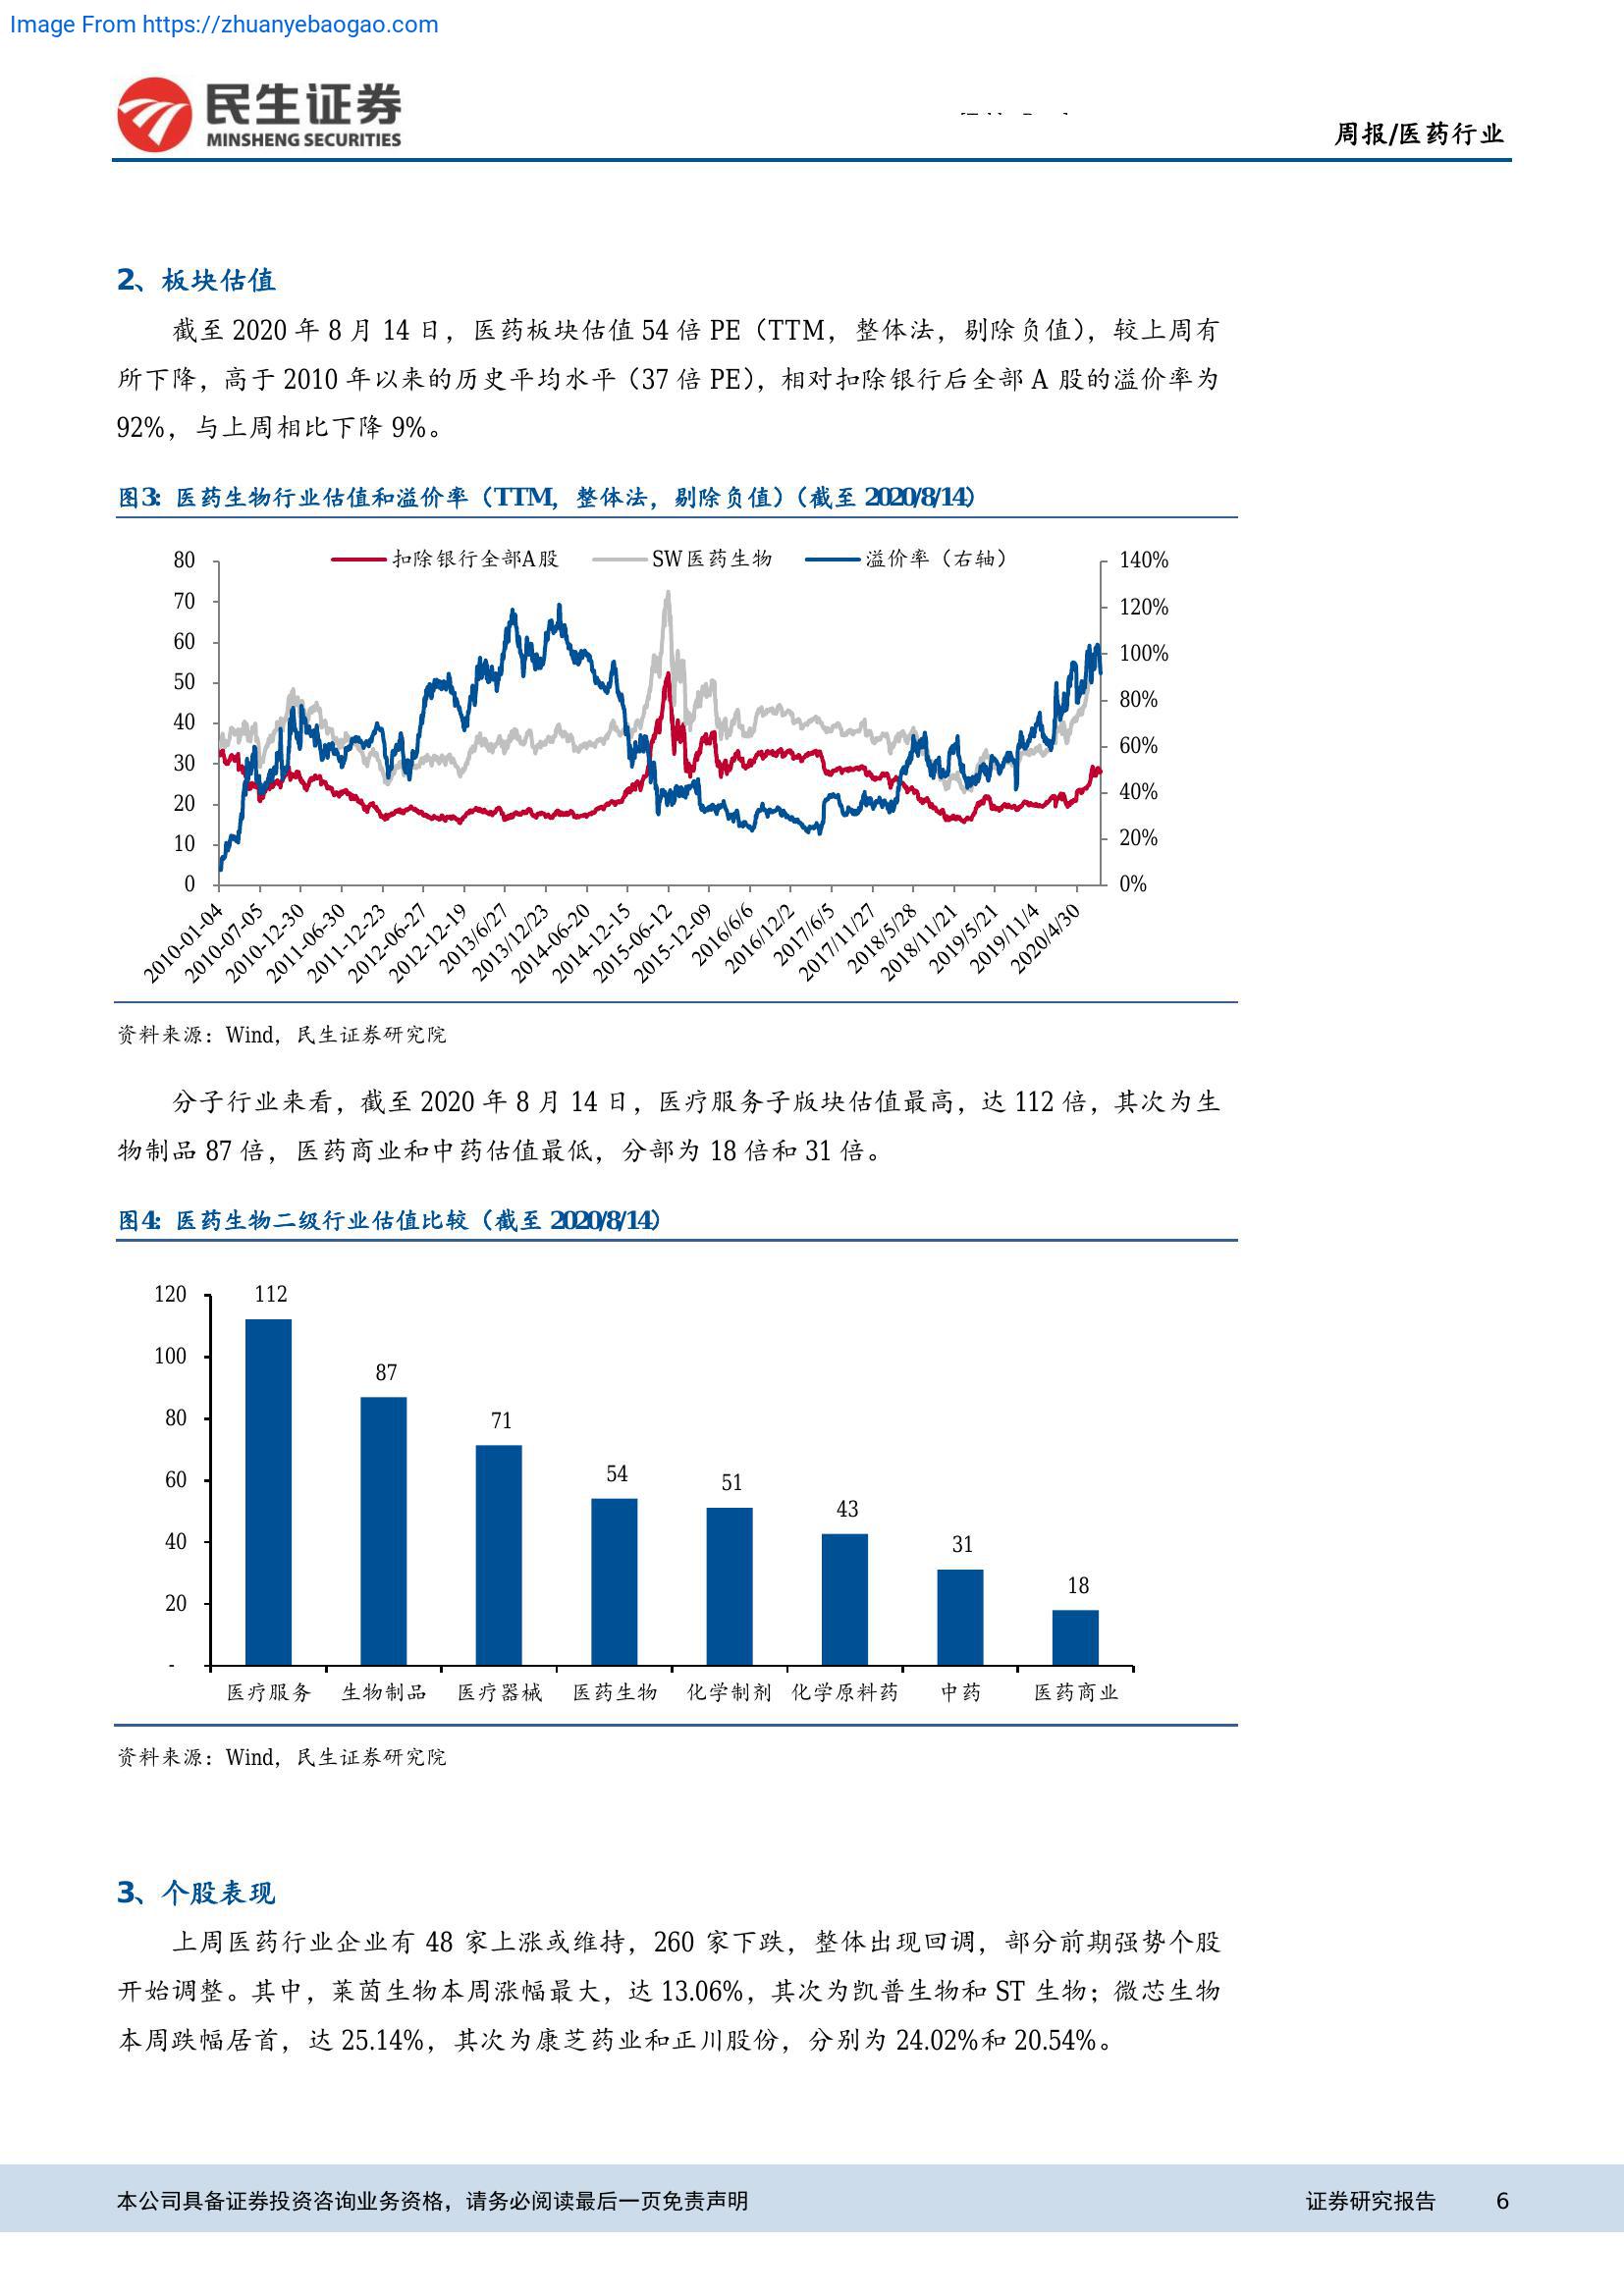 Image From https://zhuanyebaogao.com
民生证券
MINSHENG SECURITIES
周报/医药行业
2、板块估值
截至 2020 年 8 月 14 日，医药板块估值 54 倍 PE（TTM，整体法，剔除负值），较上周有
所下降，高于 2010 年以来的历史平均水平（37 倍 PE），相对扣除银行后全部 A 股的溢价率为
92%，与上周相比下降 9%。
图3: 医药生物行业估值和溢价率（TTM，整体法，剔除负值）（截至 2020/8/14）
扣除银行全部A股 SW医药生物 溢价率（右轴）
80
70
60
50
40
30
20
10
0
140%
120%
100%
80%
60%
40%
20%
0%
2010-01-04
2010-07-05
2010-12-30
2011-06-30
2011-12-23
2012-06-27
2012-12-19
2013/6/27
2013/12/23
2014-06-20
2014-12-15
2015-06-12
2015-12-09
2016/6/6
2016/12/2
2017/6/5
2017/11/27
2018/5/28
2018/11/21
2019/5/21
2019/11/4
2020/4/30
资料来源：Wind，民生证券研究院
分子行业来看，截至 2020 年 8 月 14 日，医疗服务子版块估值最高，达 112 倍，其次为生
物制品 87 倍，医药商业和中药估值最低，分部为 18 倍和 31 倍。
图4: 医药生物二级行业估值比较（截至 2020/8/14）
120
100
80
60
40
20
-
112
87
71
54
51
43
31
18
医疗服务 生物制品 医疗器械 医药生物 化学制剂 化学原料药 中药 医药商业
资料来源：Wind，民生证券研究院
3、个股表现
上周医药行业企业有 48 家上涨或维持，260 家下跌，整体出现回调，部分前期强势个股
开始调整。其中，莱茵生物本周涨幅最大，达 13.06%，其次为凯普生物和 ST 生物；微芯生物
本周跌幅居首，达 25.14%，其次为康芝药业和正川股份，分别为 24.02%和 20.54%。
本公司具备证券投资咨询业务资格，请务必阅读最后一页免责声明 证券研究报告 6